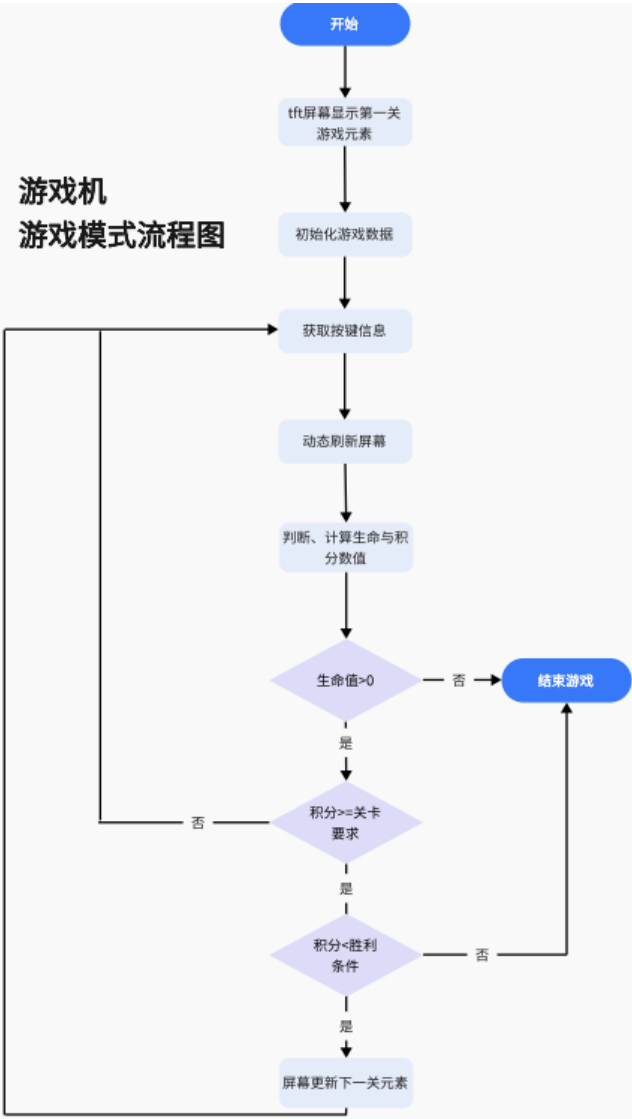 开始
tft屏幕显示第一关
游戏元素
游戏机
游戏模式流程图
初始化游戏数据
获取按键信息
动态刷新屏幕
判断、计算生命与积
分数值
生命值>0
否
结束游戏
是
积分>=关卡
要求
否
是
积分<胜利
条件
否
是
屏幕更新下一关元素